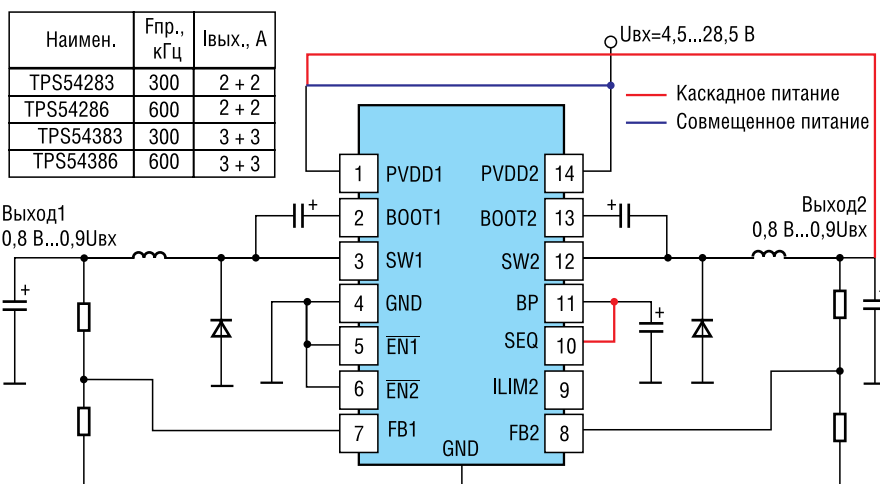 Наимен. Fпр., кГц Iвых., А
TPS54283 300 2 + 2
TPS54286 600 2 + 2
TPS54383 300 3 + 3
TPS54386 600 3 + 3
Uвх=4,5...28,5 В
Каскадное питание
Совмещенное питание
1 PVDD1 PVDD2 14
Выход1
0,8 В...0,9Uвх
+ 2 BOOT1 BOOT2 13 +
Выход2
0,8 В...0,9Uвх
3 SW1 SW2 12
+ 4 GND BP 11 + +
5 EN1 SEQ 10
6 EN2 ILIM2 9
7 FB1 FB2 8
GND